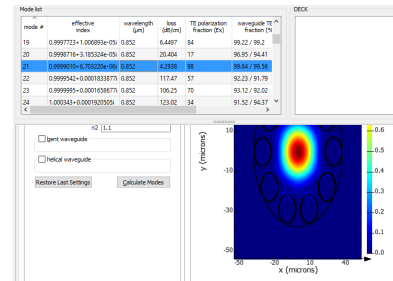 Mode list
DECK
mode # effective index wavelength (µm) loss (dB/cm) TE polarization fraction (Ex) waveguide TE fraction (%
19 0.9997723+1.006893e-05i 0.852 6.4497 84 99.22 / 99.2
20 0.9998716+3.185324e-05i 0.852 20.404 17 96.95 / 94.41
21 0.9999010+6.703220e-06i 0.852 4.2938 98 99.64 / 99.56
22 0.9999542+0.0001833877i 0.852 117.47 57 92.23 / 91.79
23 0.9999995+0.0001658677i 0.852 106.25 70 93.12 / 92.02
24 1.000343+0.0001920505i 0.852 123.02 34 91.52 / 94.37
n2 1.1
bent waveguide
helical waveguide
Restore Last Settings Calculate Modes
y (microns)
10
-10
-30
-50
-50 -20 10 40
x (microns)
0.6
0.5
0.4
0.3
0.2
0.1
0.0